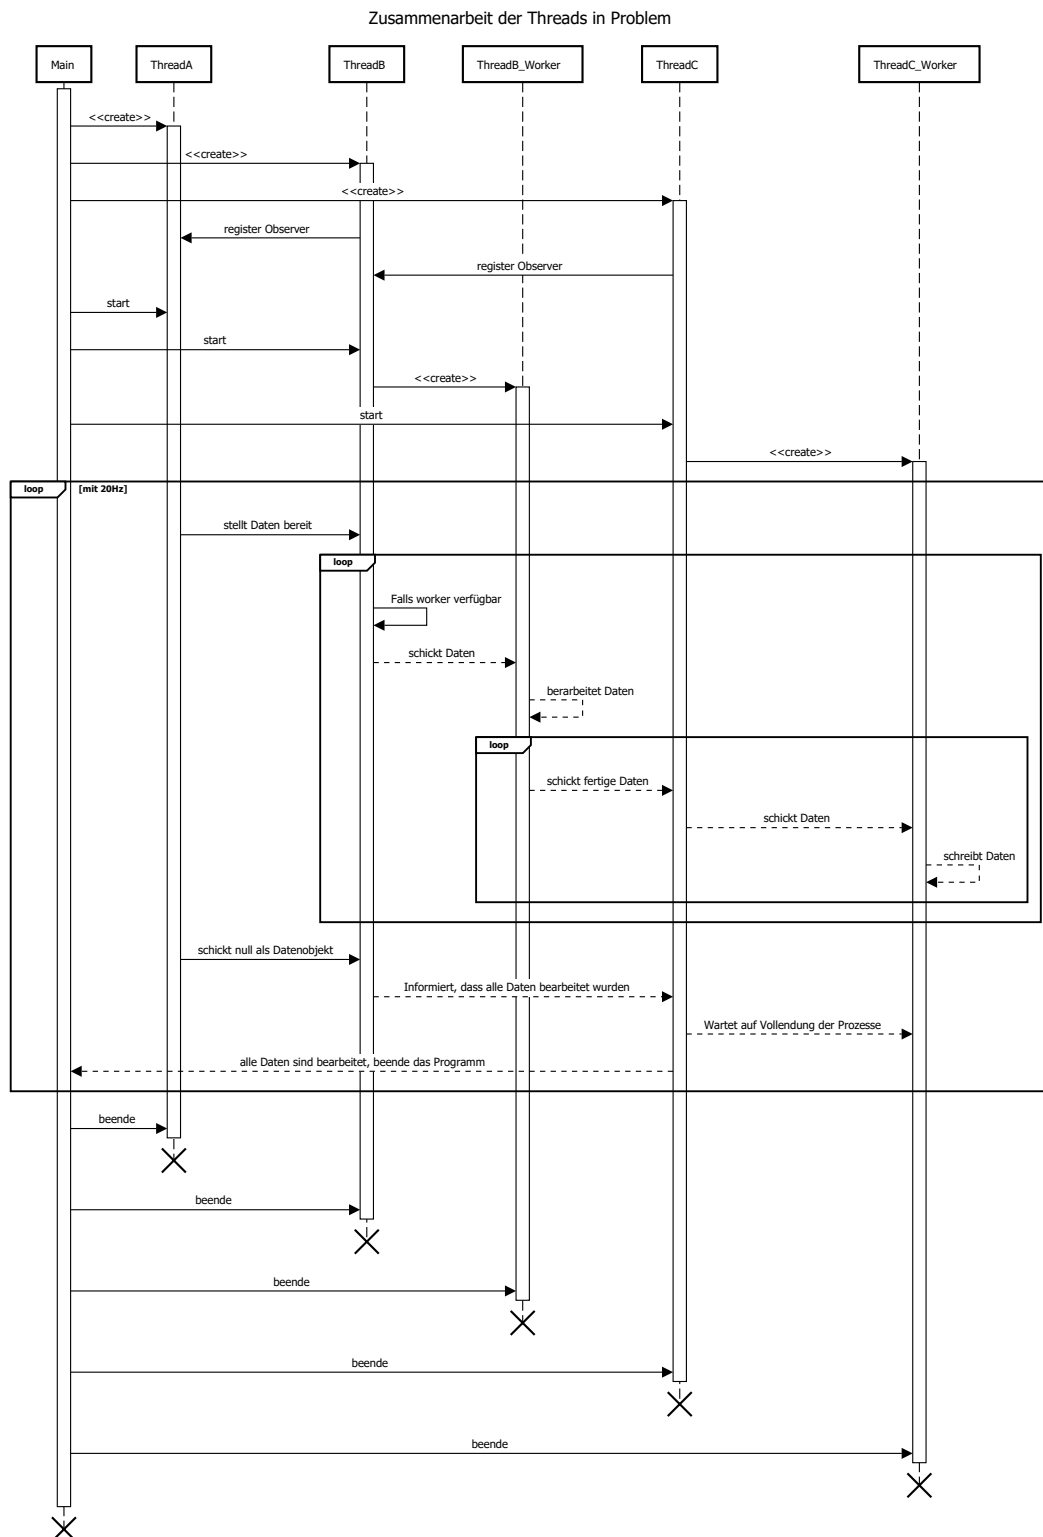 Zusammenarbeit der Threads in Problem
Main
ThreadA
ThreadB
ThreadB_Worker
ThreadC
ThreadC_Worker
<<create>>
<<create>>
<<create>>
register Observer
register Observer
start
start
<<create>>
start
<<create>>
loop
[mit 20Hz]
stellt Daten bereit
loop
Falls worker verfügbar
schickt Daten
berarbeitet Daten
loop
schickt fertige Daten
schickt Daten
schreibt Daten
schickt null als Datenobjekt
Informiert, dass alle Daten bearbeitet wurden
Wartet auf Vollendung der Prozesse
alle Daten sind bearbeitet, beende das Programm
beende
beende
beende
beende
beende